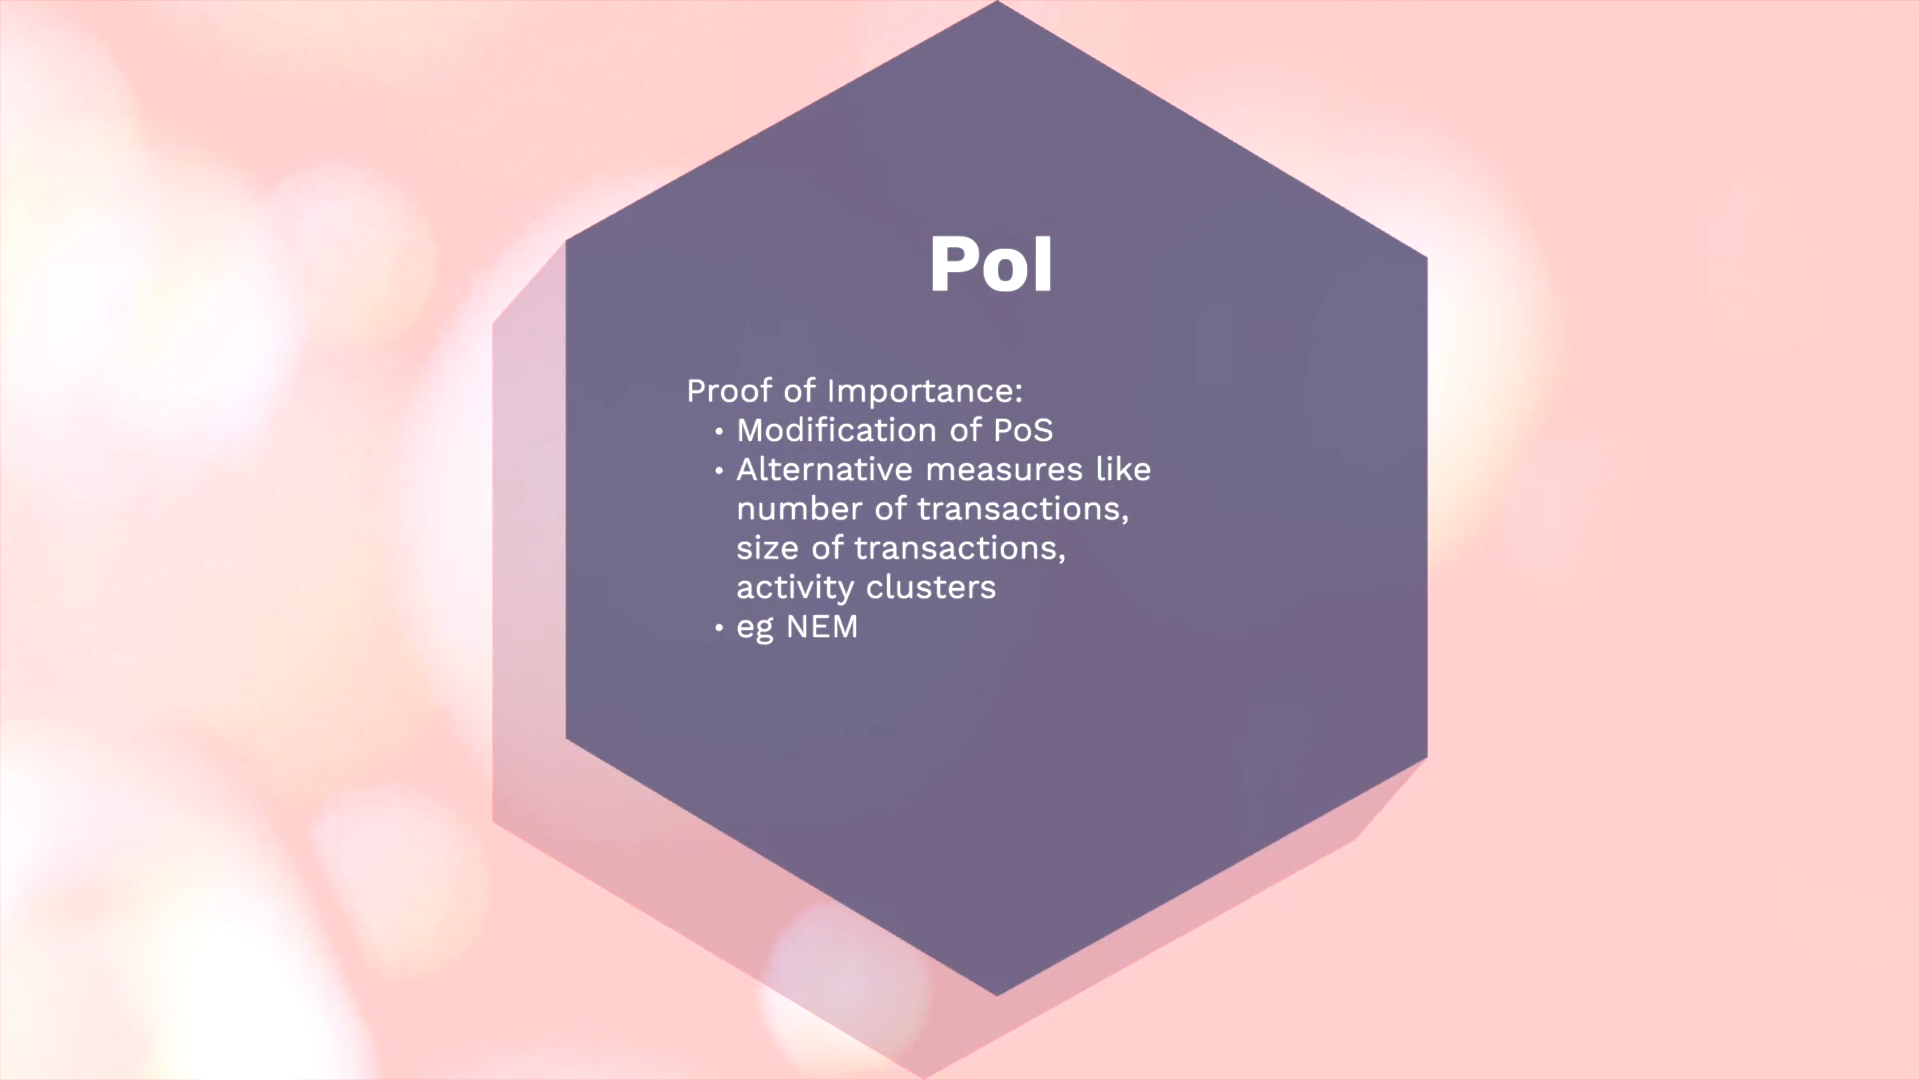 PoI
Proof of Importance:
• Modification of PoS
• Alternative measures like
number of transactions,
size of transactions,
activity clusters
• eg NEM